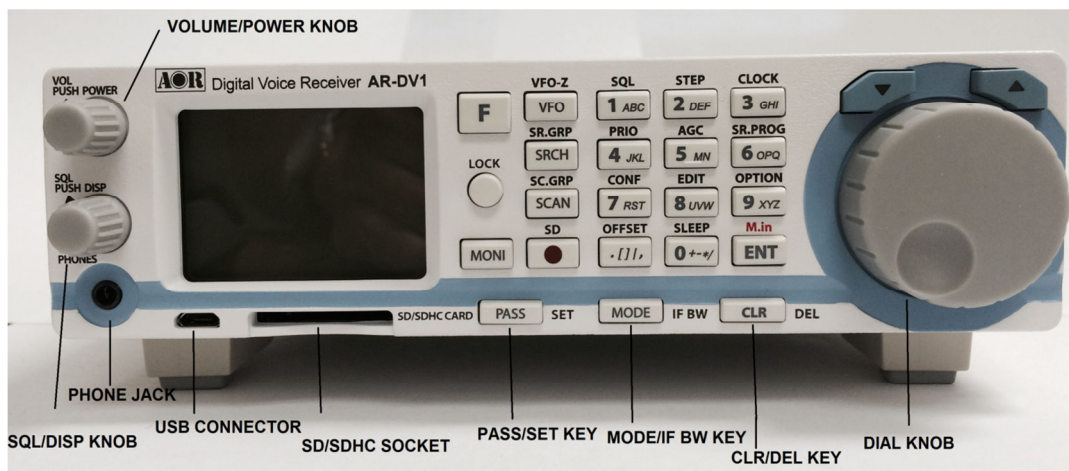 VOLUME/POWER KNOB
AOR Digital Voice Receiver AR-DV1
VOL
PUSH POWER
SQL
PUSH DISP
PHONES
F
LOCK
MONI
VFO-Z SQL STEP CLOCK
VFO 1 ABC 2 DEF 3 GHI
SR.GRP PRIO AGC SR.PROG
SRCH 4 JKL 5 MN 6 OPQ
SC.GRP CONF EDIT OPTION
SCAN 7 RST 8 UVW 9 XYZ
SD OFFSET SLEEP M.in
. [ ] | , 0 +-*/ ENT
SD/SDHC CARD PASS SET MODE IF BW CLR DEL
PHONE JACK
USB CONNECTOR
SQL/DISP KNOB
SD/SDHC SOCKET
PASS/SET KEY
MODE/IF BW KEY
CLR/DEL KEY
DIAL KNOB